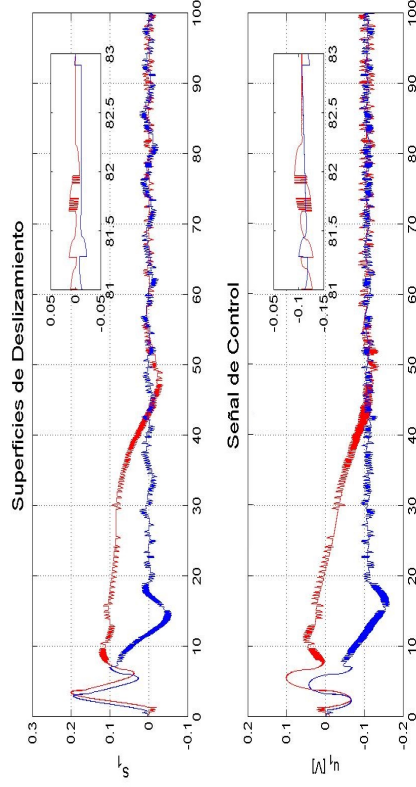 Superficies de Deslizamiento
0.3
0.2
0.1
0
-0.1
S1
0 10 20 30 40 50 60 70 80 90 100
0.05
0
-0.05
81 81.5 82 82.5 83
Señal de Control
0.2
0.1
0
-0.1
-0.2
u1 [V]
0 10 20 30 40 50 60 70 80 90 100
-0.05
-0.1
-0.15
81 81.5 82 82.5 83